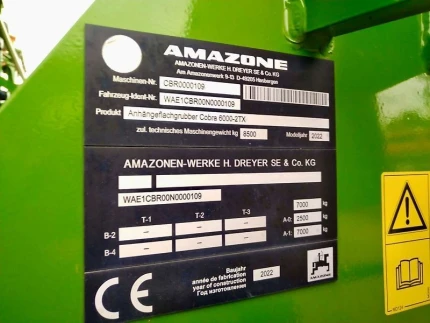 AMAZONE
AMAZONEN-WERKE H. DREYER SE & Co. KG
Am Amazonenwerk 9-13 D-49205 Hasbergen
Maschinen-Nr. CBR0000109
Fahrzeug-Ident-Nr. WAE1CBR00N0000109
Produkt Anhängeflachgrubber Cobra 6000-2TX
zul. technisches Maschinengewicht kg 8500 Modelljahr 2022
AMAZONEN-WERKE H. DREYER SE & Co. KG
WAE1CBR00N0000109
T-1 T-2 T-3
7000 kg
B-2 – – – A-0: 2500 kg
B-4 – – – A-1: 7000 kg
CE
Baujahr
année de fabrication
year of construction
Год изготовления
2022
AMAZONE